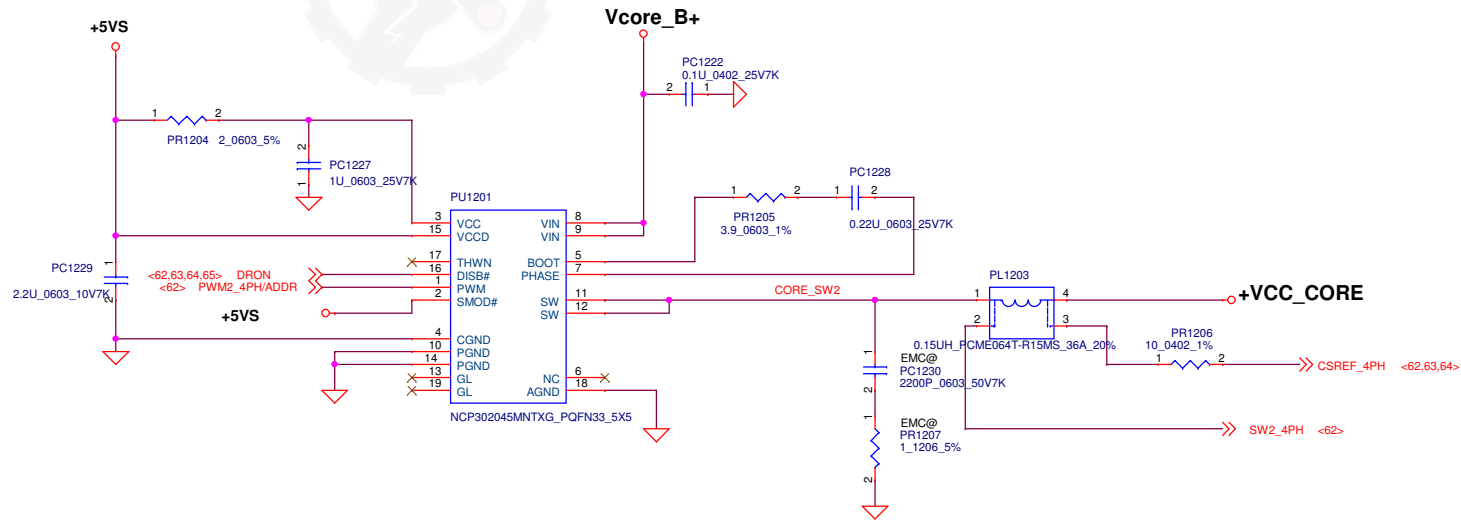 +5VS
Vcore_B+
PC1222
0.1U_0402_25V7K
2 1
1 2
PR1204 2_0603_5%
2
PC1227
1U_0603_25V7K
1
PU1201
PC1228
1 2 1 2
PR1205
3.9_0603_1%
0.22U_0603_25V7K
3 VCC VIN 8
15 VCCD VIN 9
17 THWN BOOT 5
16 DISB# PHASE 7
1 PWM
2 SMOD# SW 11
SW 12
4 CGND
10 PGND
14 PGND
13 GL NC 6
19 GL AGND 18
NCP302045MNTXG_PQFN33_5X5
1
PC1229
2.2U_0603_10V7K
2
<62,63,64,65> DRON
<62> PWM2_4PH/ADDR
+5VS
CORE_SW2
PL1203
1 4
2 3
0.15UH_PCME064T-R15MS_36A_20%
+VCC_CORE
PR1206
10_0402_1%
1 2
CSREF_4PH <62,63,64>
SW2_4PH <62>
1
EMC@
PC1230
2200P_0603_50V7K
2
1
EMC@
PR1207
1_1206_5%
2